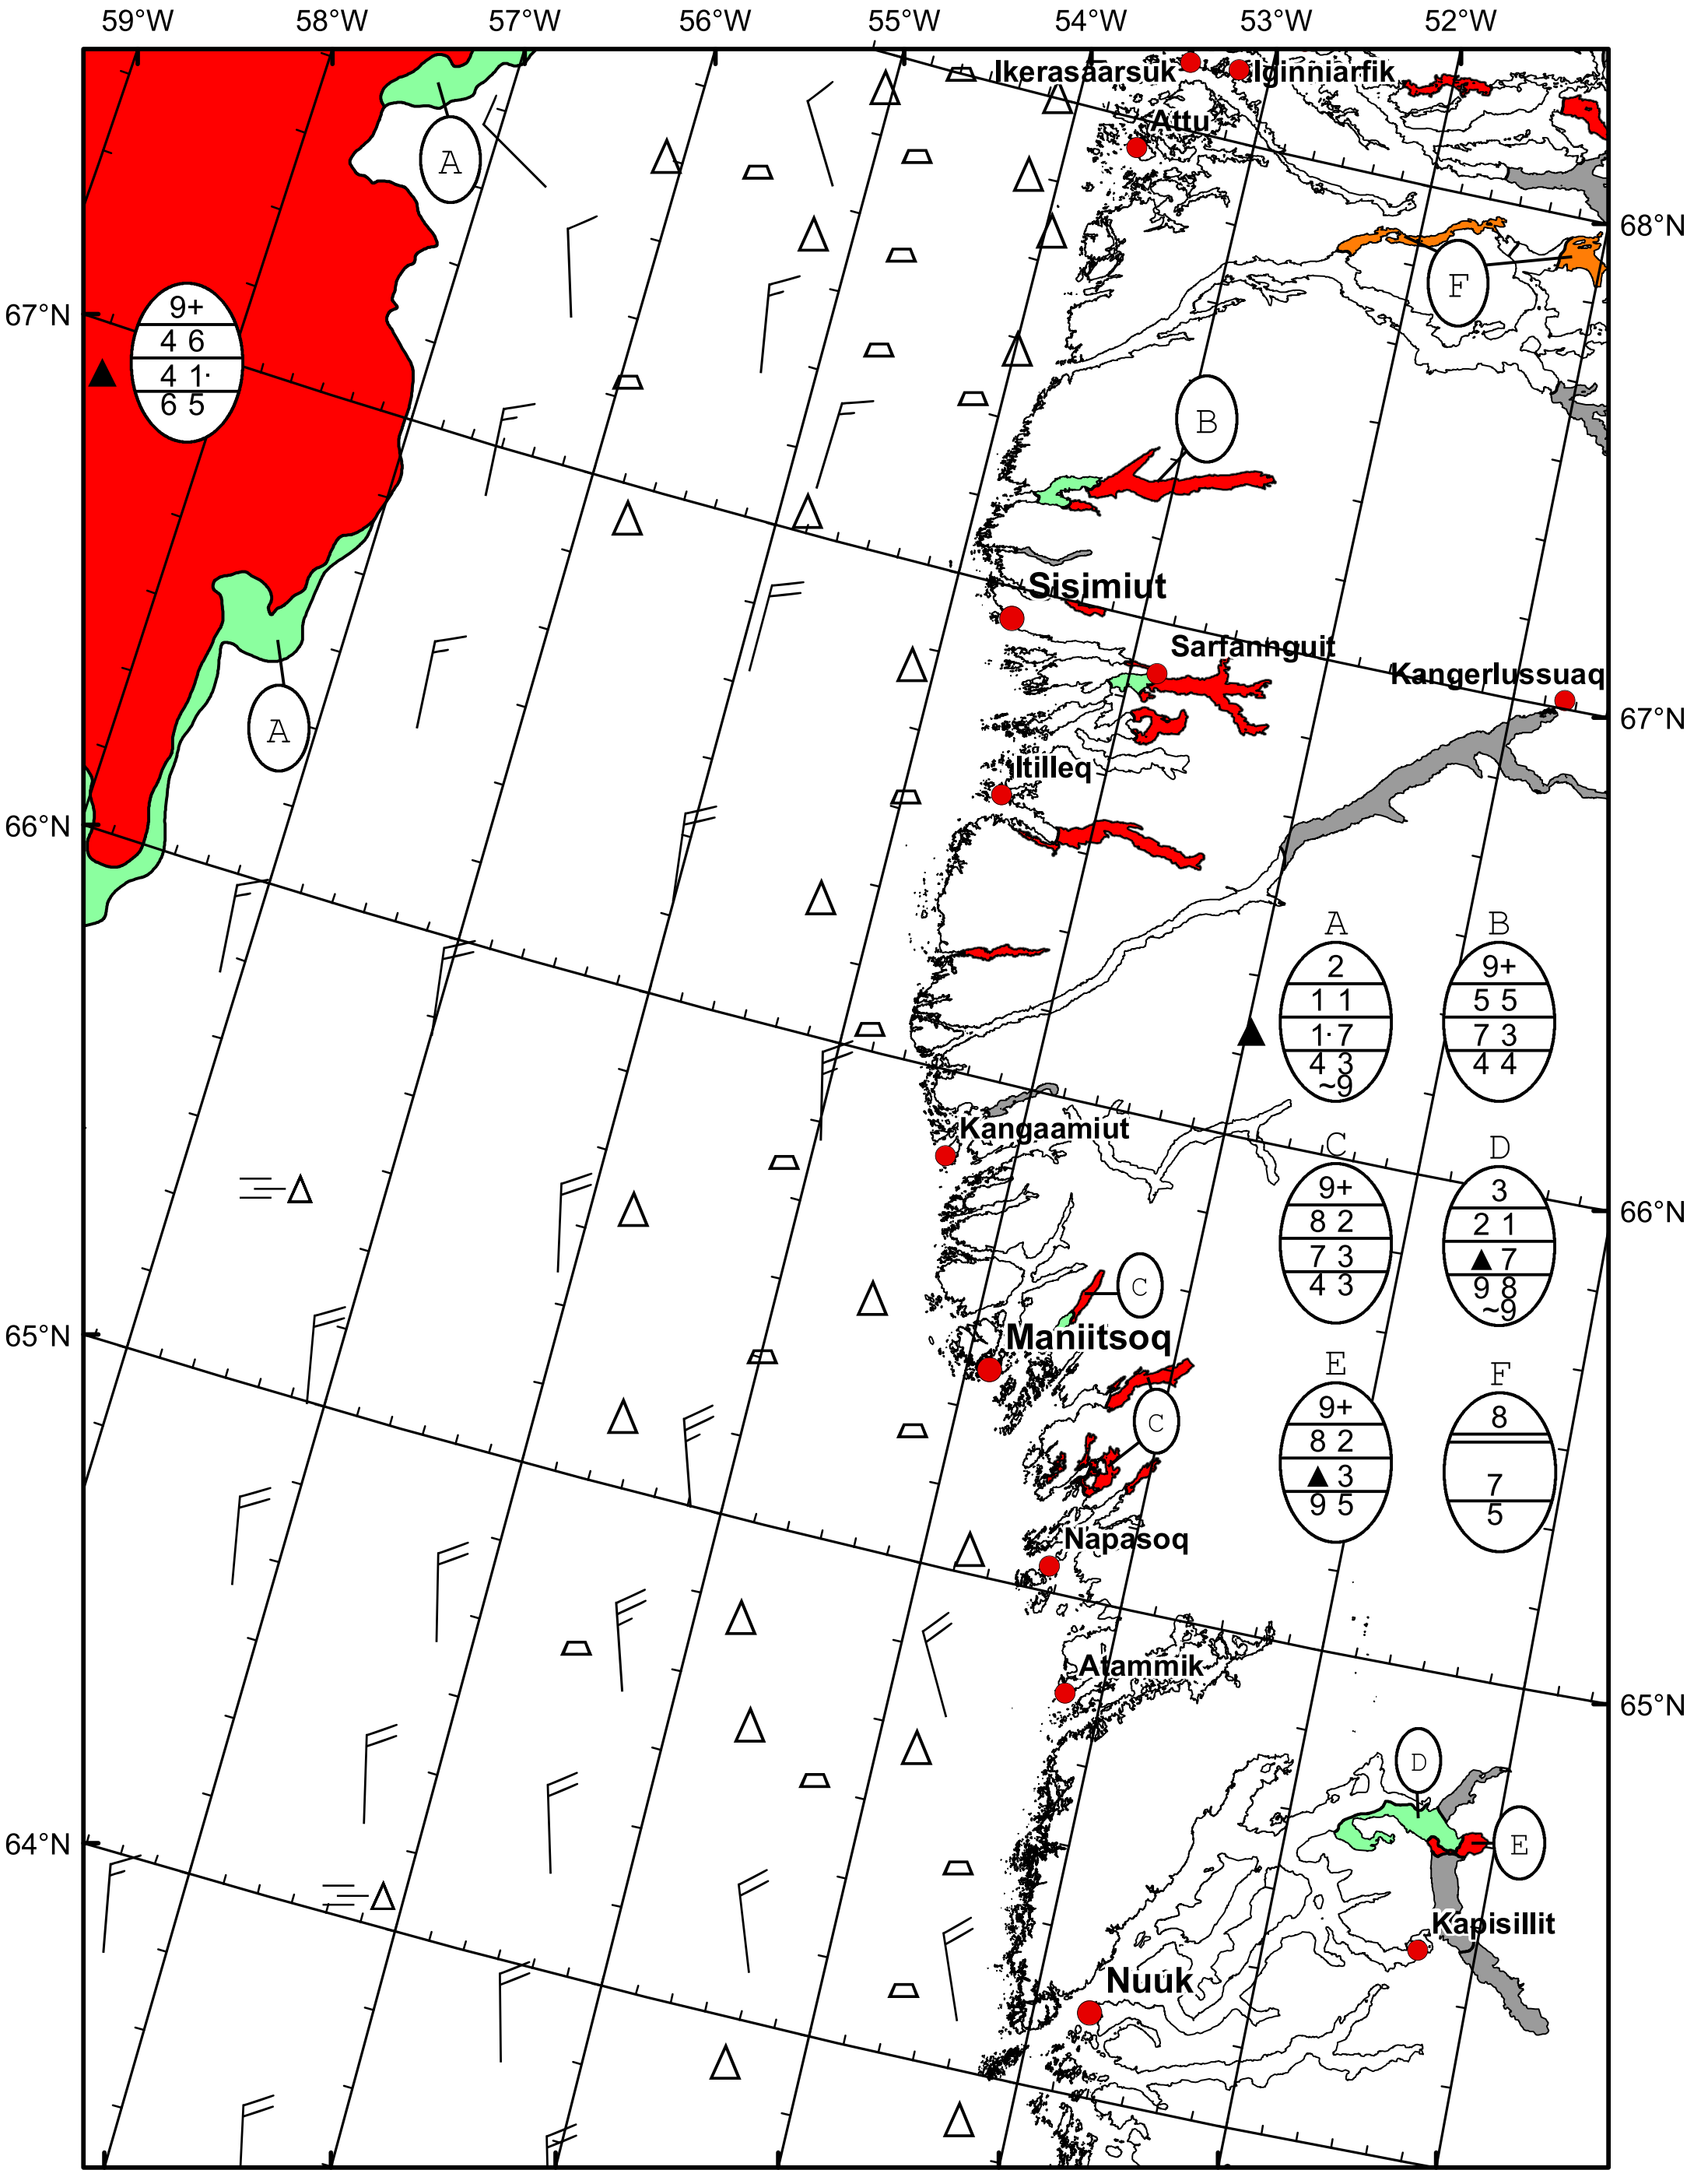 59°W 58°W 57°W 56°W 55°W 54°W 53°W 52°W
Ikerasaarsuk Iginniarfik
Attu
A
68°N
F
67°N
9+
4 6
4 1·
6 5
B
Sisimiut
Sarfannguit
Kangerlussuaq
67°N
A
Itilleq
66°N
A
2
1 1
1·7
4 3
~9
B
9+
5 5
7 3
4 4
Kangaamiut
C
9+
8 2
7 3
4 3
D
3
2 1
▲ 7
9 8
~9
66°N
C
65°N
Maniitsoq
C
E
9+
8 2
▲ 3
9 5
F
8
7
5
Napasoq
Atammik
65°N
D
64°N
E
Kapisillit
Nuuk